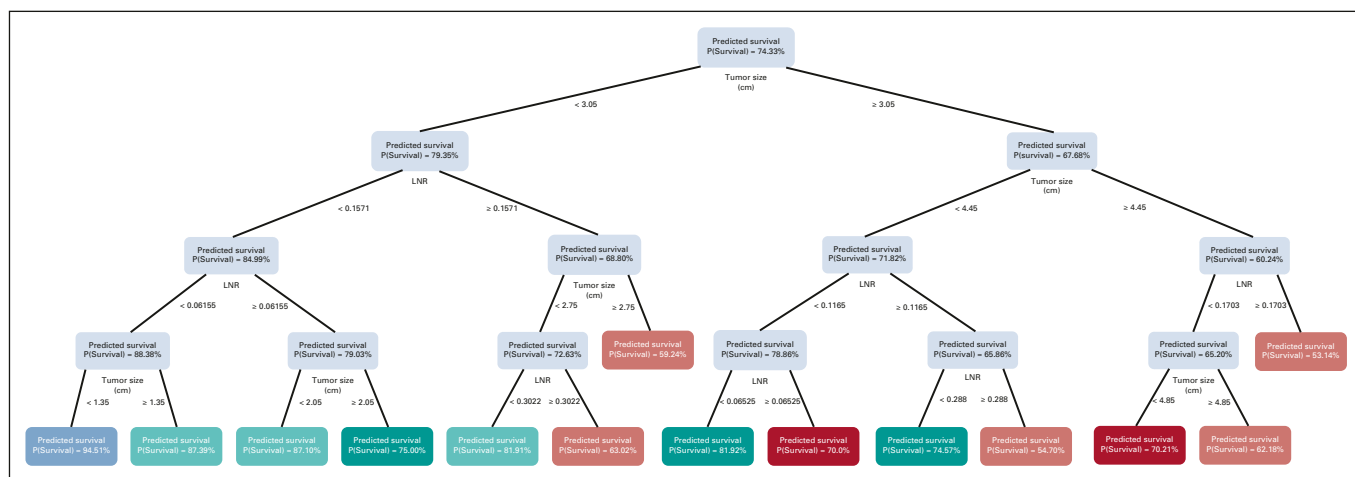 Predicted survival
P(Survival) = 74.33%
Tumor size
(cm)
< 3.05
≥ 3.05
Predicted survival
P(Survival) = 79.35%
Predicted survival
P(survival) = 67.68%
LNR
Tumor size
(cm)
< 0.1571
≥ 0.1571
< 4.45
≥ 4.45
Predicted survival
P(Survival) = 84.99%
Predicted survival
P(Survival) = 68.80%
Predicted survival
P(Survival) = 71.82%
Predicted survival
P(Survival) = 60.24%
LNR
Tumor size
(cm)
LNR
LNR
< 0.06155
≥ 0.06155
< 2.75
≥ 2.75
< 0.1165
≥ 0.1165
< 0.1703
≥ 0.1703
Predicted survival
P(Survival) = 88.38%
Predicted survival
P(Survival) = 79.03%
Predicted survival
P(Survival) = 72.63%
Predicted survival
P(Survival) = 59.24%
Predicted survival
P(Survival) = 78.86%
Predicted survival
P(Survival) = 65.86%
Predicted survival
P(Survival) = 65.20%
Predicted survival
P(Survival) = 53.14%
Tumor size
(cm)
Tumor size
(cm)
LNR
LNR
LNR
Tumor size
(cm)
< 1.35
≥ 1.35
< 2.05
≥ 2.05
< 0.3022
≥ 0.3022
< 0.06525
≥ 0.06525
< 0.288
≥ 0.288
< 4.85
≥ 4.85
Predicted survival
P(Survival) = 94.51%
Predicted survival
P(Survival) = 87.39%
Predicted survival
P(Survival) = 87.10%
Predicted survival
P(Survival) = 75.00%
Predicted survival
P(Survival) = 81.91%
Predicted survival
P(Survival) = 63.02%
Predicted survival
P(Survival) = 81.92%
Predicted survival
P(Survival) = 70.0%
Predicted survival
P(Survival) = 74.57%
Predicted survival
P(Survival) = 54.70%
Predicted survival
P(Survival) = 70.21%
Predicted survival
P(Survival) = 62.18%